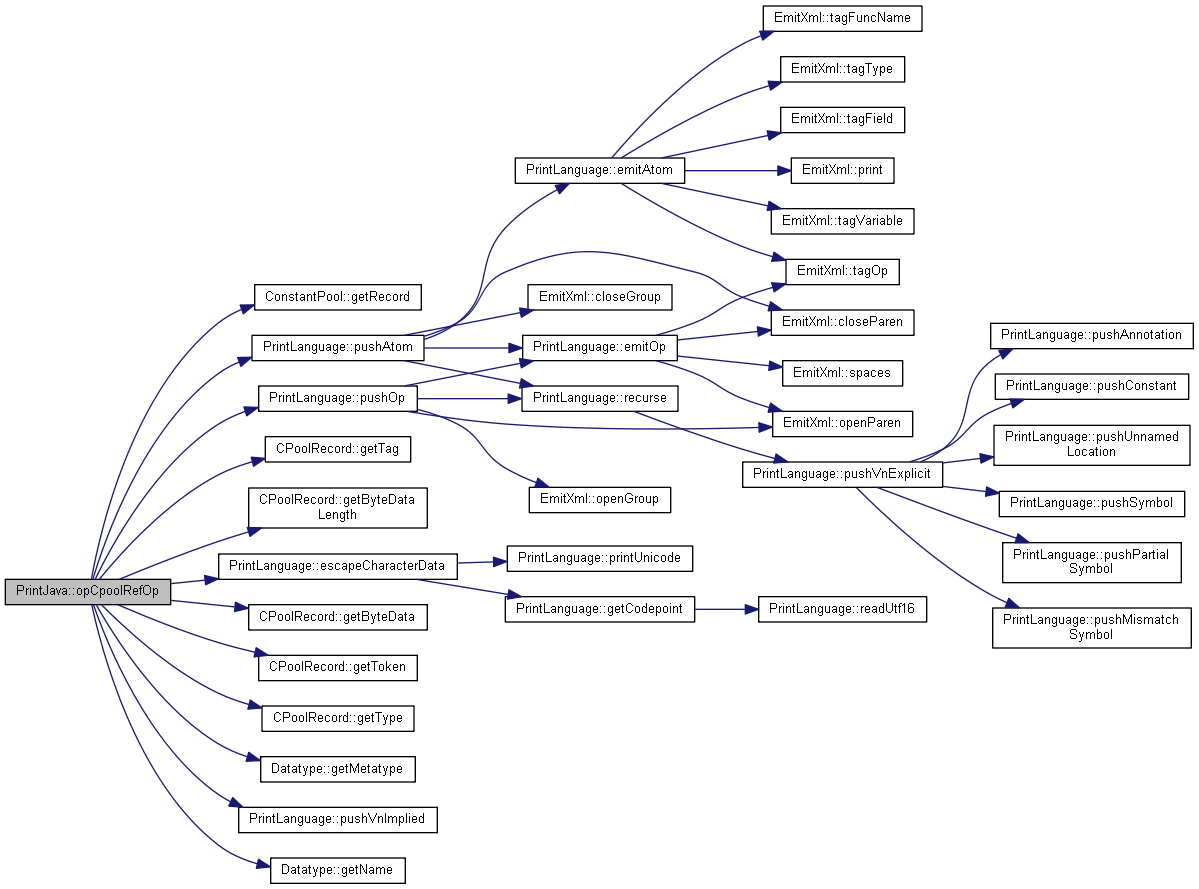 EmitXml::tagFuncName
EmitXml::tagType
EmitXml::tagField
PrintLanguage::emitAtom
EmitXml::print
EmitXml::tagVariable
EmitXml::tagOp
ConstantPool::getRecord
EmitXml::closeGroup
EmitXml::closeParen
PrintLanguage::pushAnnotation
PrintLanguage::pushAtom
PrintLanguage::emitOp
EmitXml::spaces
PrintLanguage::pushConstant
PrintLanguage::pushOp
PrintLanguage::recurse
EmitXml::openParen
PrintLanguage::pushUnnamed
Location
CPoolRecord::getTag
PrintLanguage::pushVnExplicit
CPoolRecord::getByteData
Length
EmitXml::openGroup
PrintLanguage::pushSymbol
PrintLanguage::pushPartial
Symbol
PrintLanguage::escapeCharacterData
PrintLanguage::printUnicode
PrintJava::opCpoolRefOp
PrintLanguage::getCodepoint
PrintLanguage::readUtf16
CPoolRecord::getByteData
PrintLanguage::pushMismatch
Symbol
CPoolRecord::getToken
CPoolRecord::getType
Datatype::getMetatype
PrintLanguage::pushVnImplied
Datatype::getName